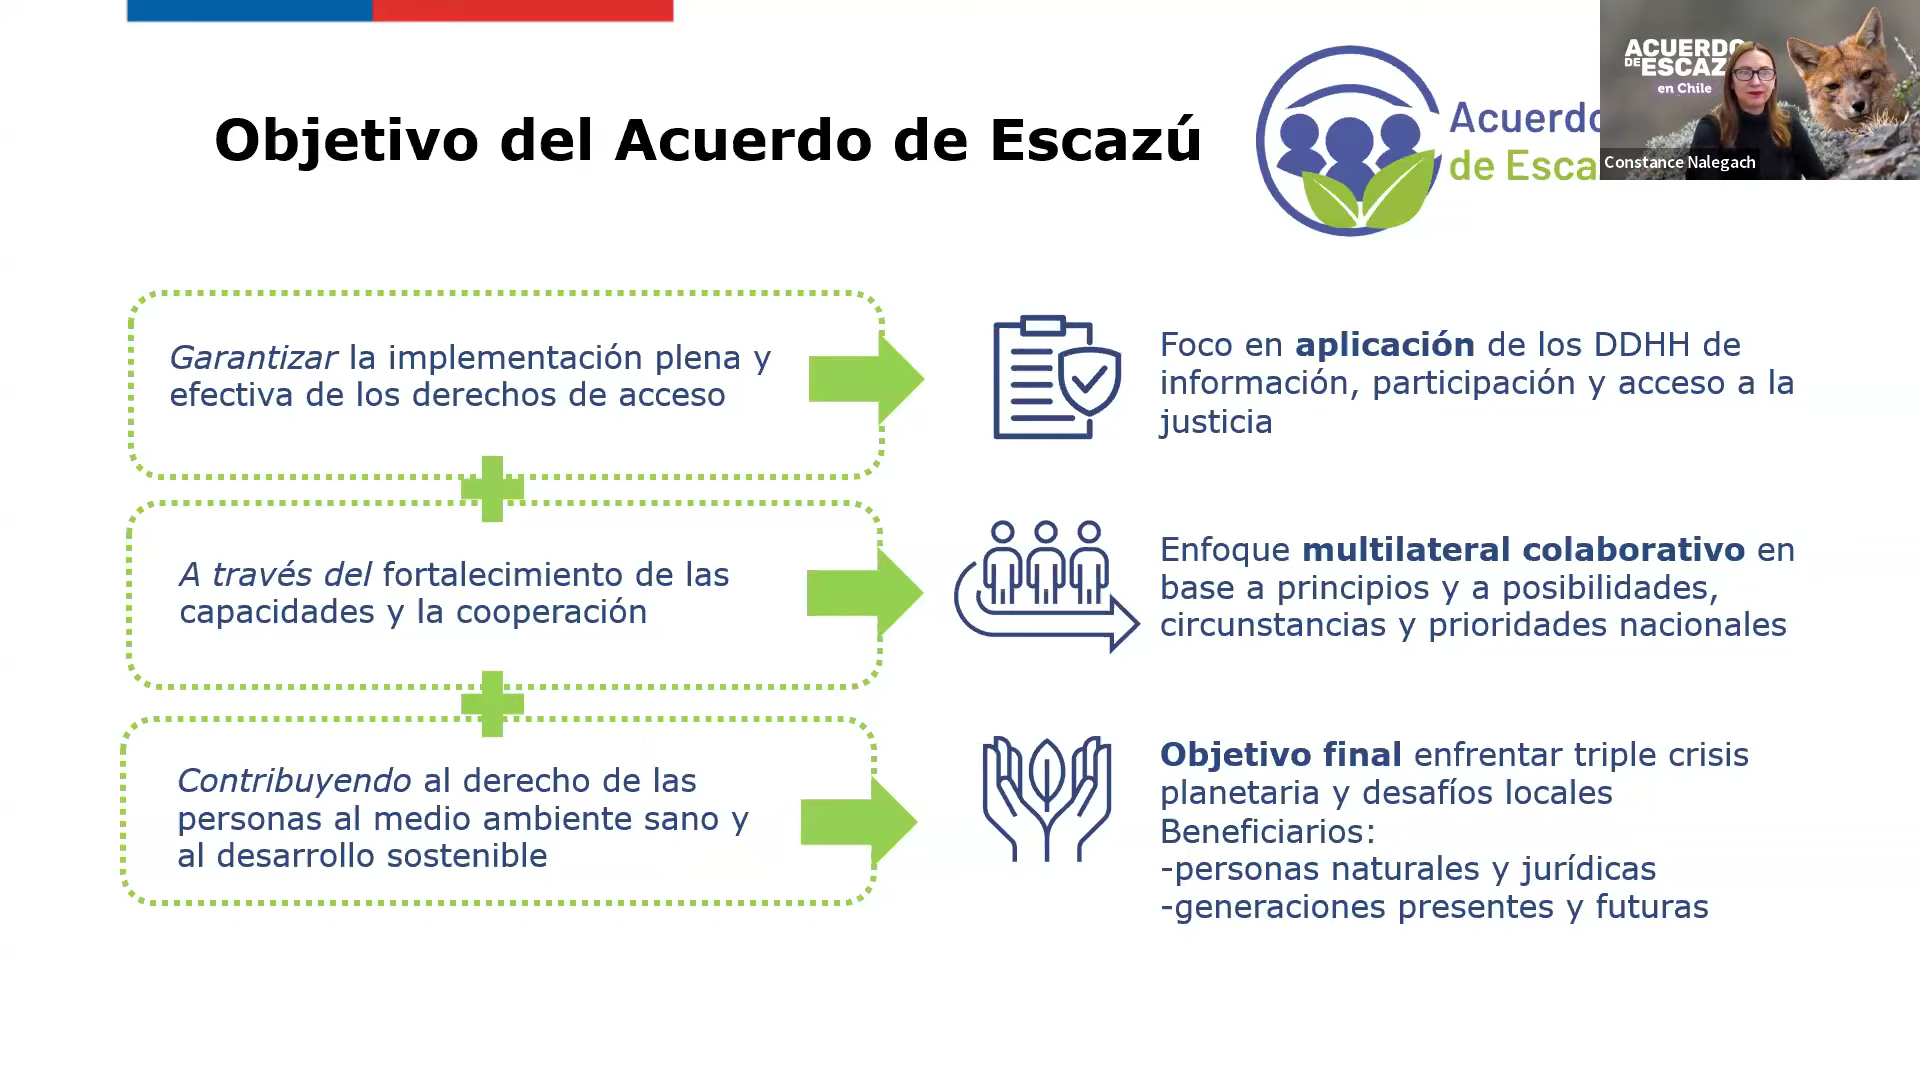 Objetivo del Acuerdo de Escazú
Acuerdo
de Esca
ACUERDO
DE ESCAZ
en Chile
Constance Nalegach
Garantizar la implementación plena y
efectiva de los derechos de acceso
Foco en aplicación de los DDHH de
información, participación y acceso a la
justicia
A través del fortalecimiento de las
capacidades y la cooperación
Enfoque multilateral colaborativo en
base a principios y a posibilidades,
circunstancias y prioridades nacionales
Contribuyendo al derecho de las
personas al medio ambiente sano y
al desarrollo sostenible
Objetivo final enfrentar triple crisis
planetaria y desafíos locales
Beneficiarios:
-personas naturales y jurídicas
-generaciones presentes y futuras